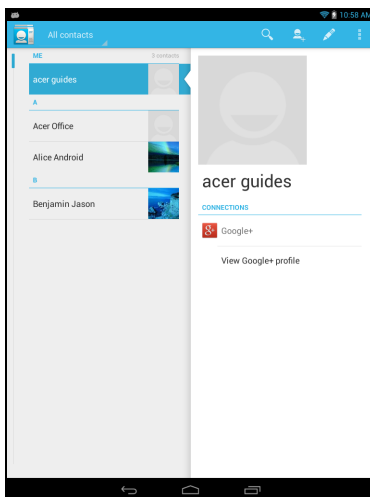 10:58 AM
All contacts
ME 3 contacts
acer guides
A
Acer Office
Alice Android
B
Benjamin Jason
acer guides
CONNECTIONS
Google+
View Google+ profile